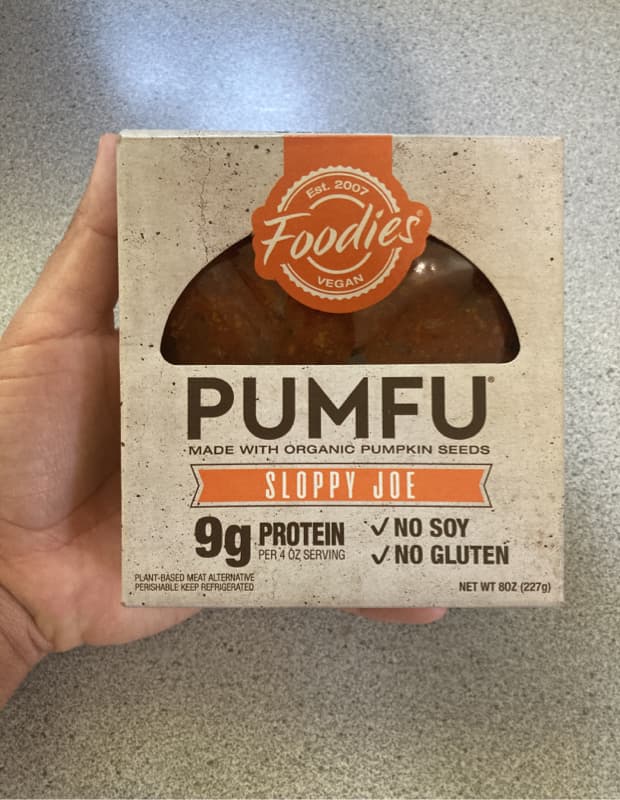 Est. 2007
Foodies®
VEGAN
PUMFU®
MADE WITH ORGANIC PUMPKIN SEEDS
SLOPPY JOE
9g PROTEIN
PER 4 OZ SERVING
✓ NO SOY
✓ NO GLUTEN
PLANT-BASED MEAT ALTERNATIVE
PERISHABLE KEEP REFRIGERATED
NET WT 8OZ (227g)